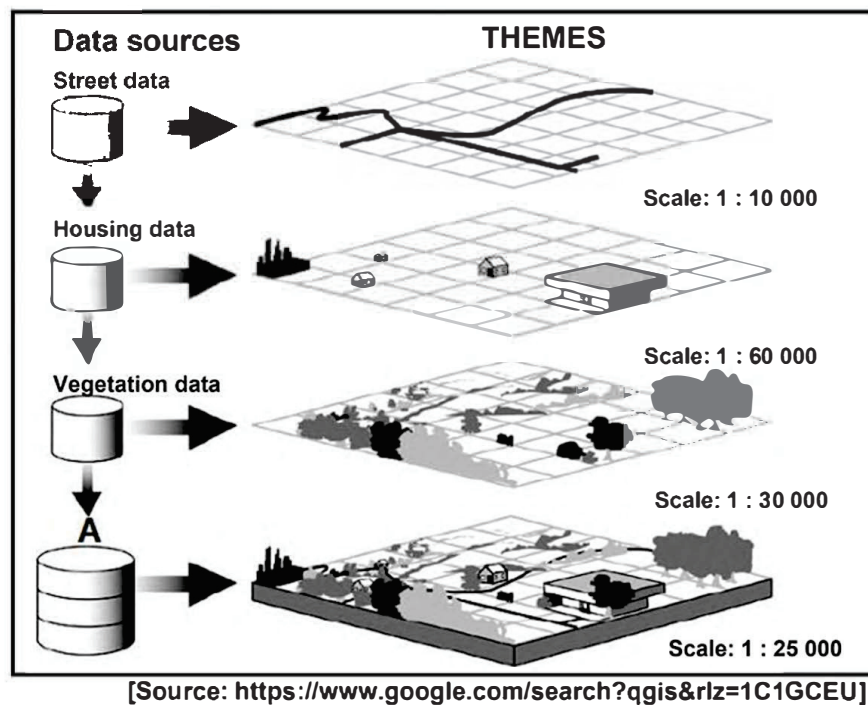 Data sources
THEMES
Street data
Scale: 1 : 10 000
Housing data
Scale: 1 : 60 000
Vegetation data
Scale: 1 : 30 000
A
Scale: 1 : 25 000
[Source: https://www.google.com/search?qgis&rlz=1C1GCEU]